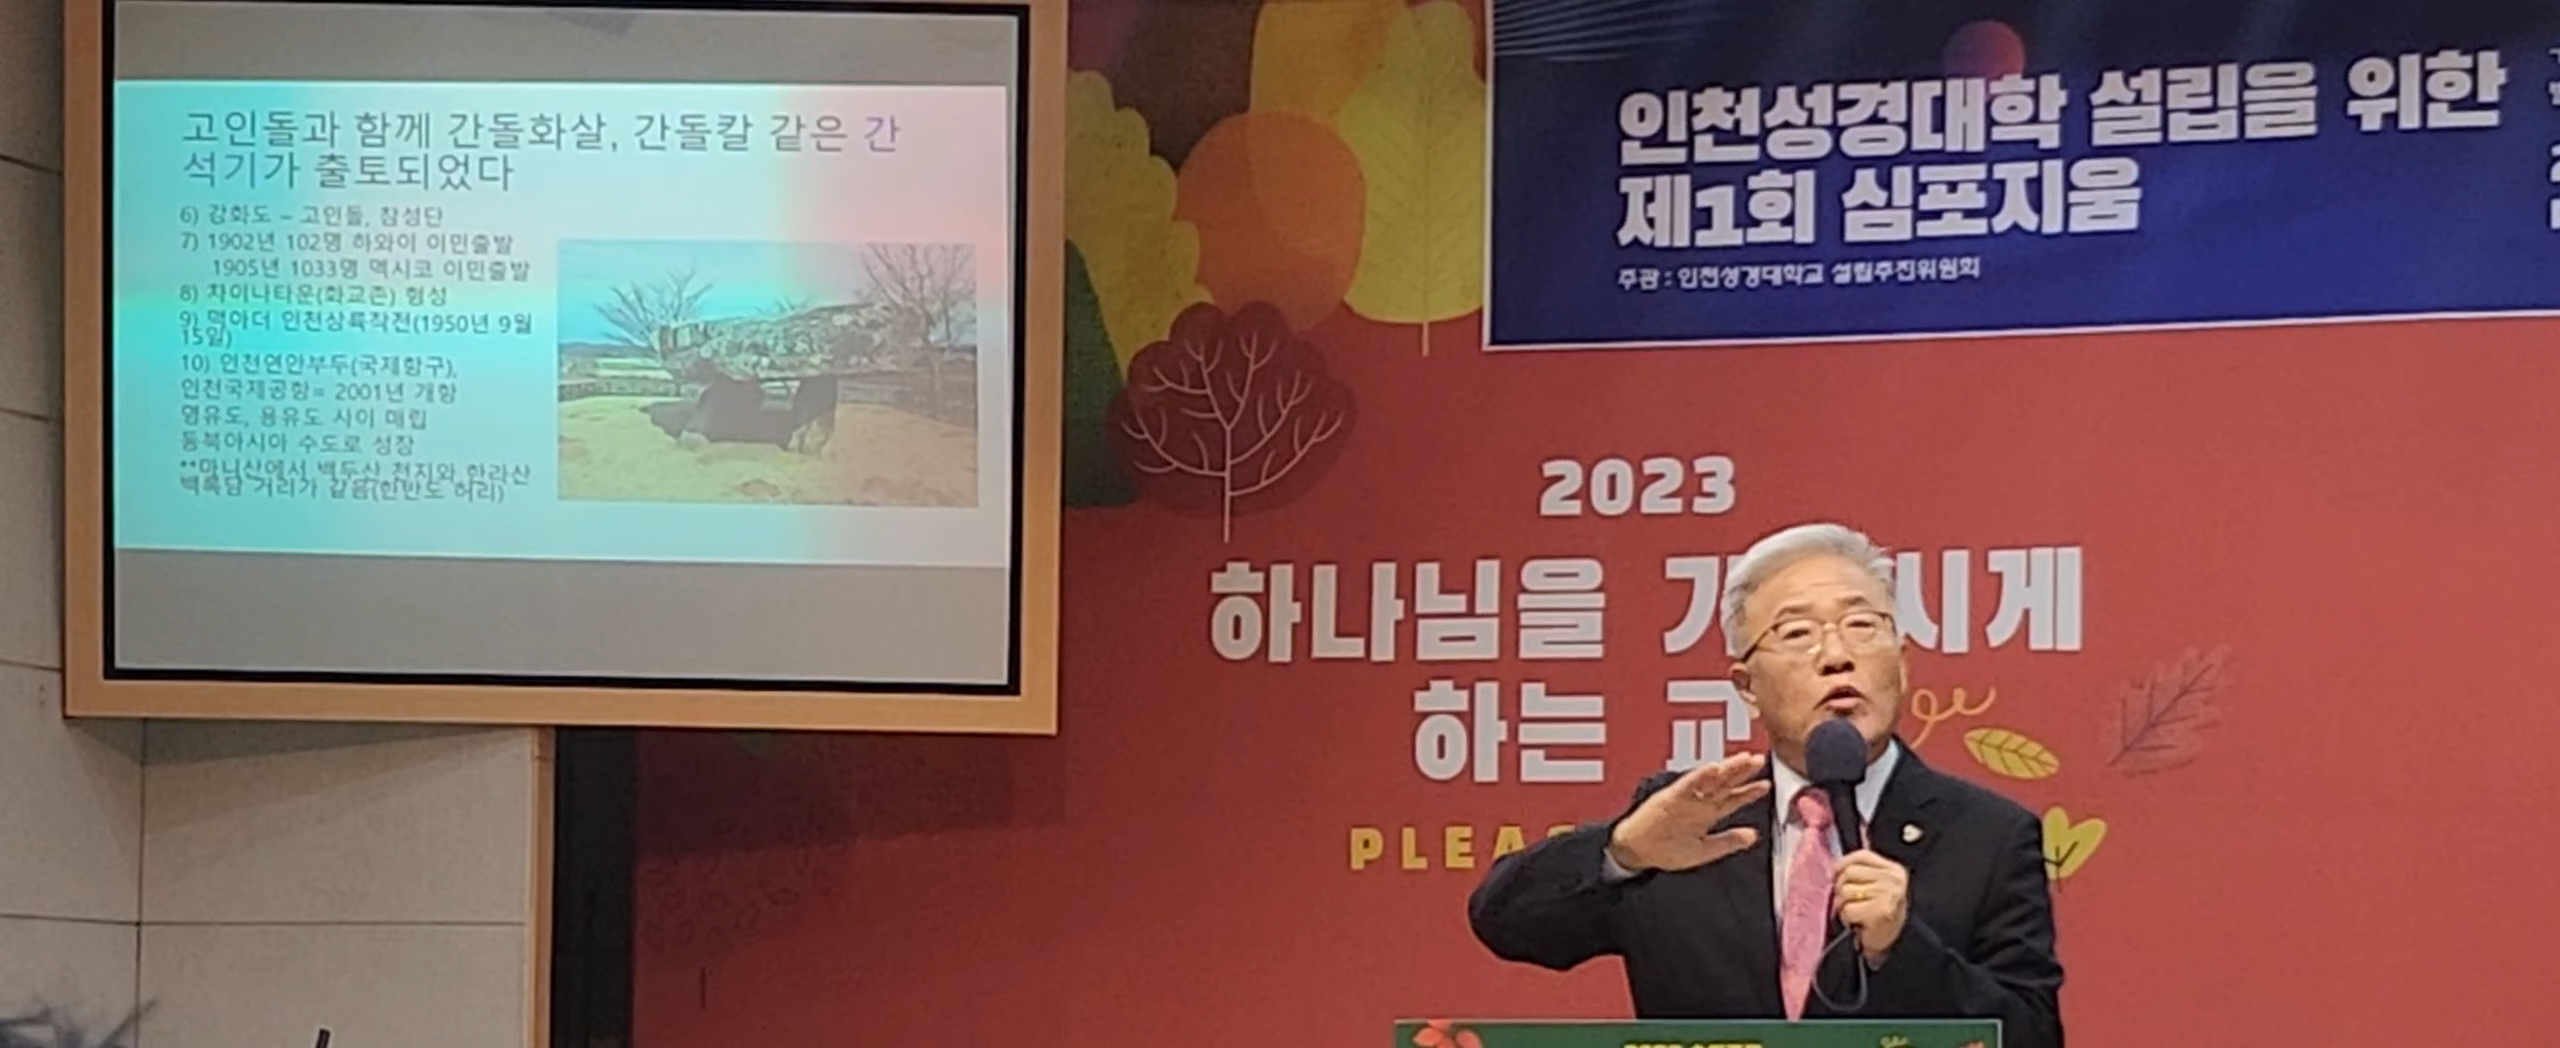 고인돌과 함께 간돌화살, 간돌칼 같은 간
석기가 출토되었다
6) 강화도 – 고인돌, 참성단
7) 1902년 102명 하와이 이민출발
1905년 1033명 멕시코 이민출발
8) 차이나타운(화교촌) 형성
9) 맥아더 인천상륙작전(1950년 9월
15일)
10) 인천연안부두(국제항구),
인천국제공항= 2001년 개항
영유도, 용유도 사이 매립
동북아시아 수도로 성장
**마니산에서 백두산 천지와 한라산
백록담 거리가 같음(한반도 허리)
인천성경대학 설립을 위한
제1회 심포지움
주관 : 인천성경대학교 설립추진위원회
2023
하나님을 시게
하는 교
PLEA